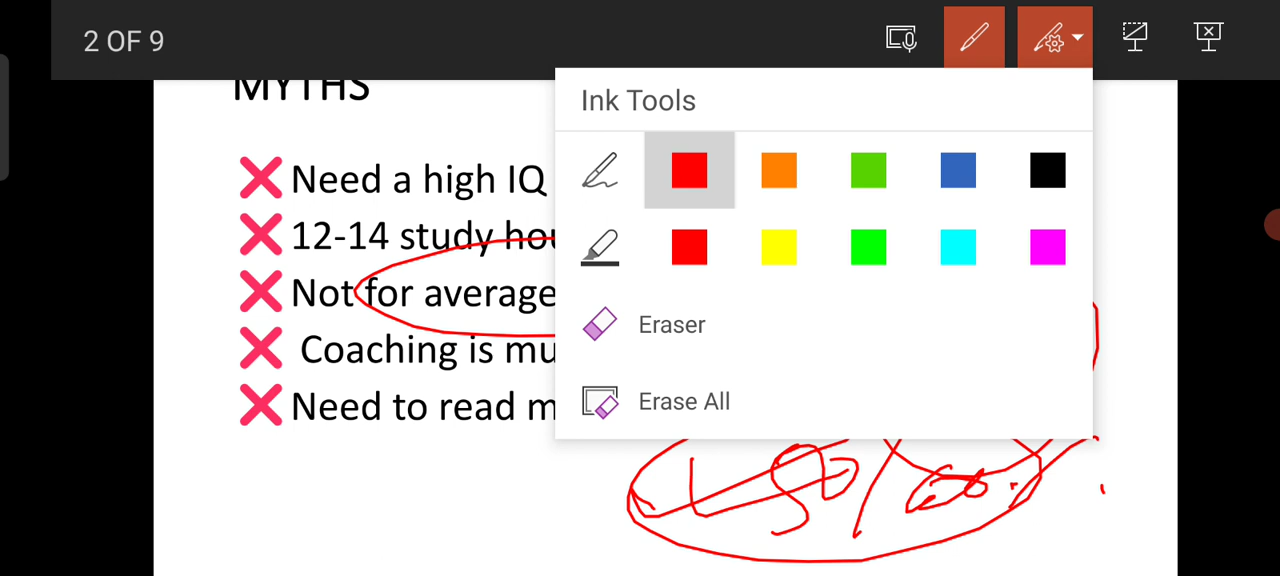 2 OF 9
MYTHS
Ink Tools
❌ Need a high IQ
❌ 12-14 study hou
❌ Not for average
❌ Coaching is mu
❌ Need to read m
Eraser
Erase All